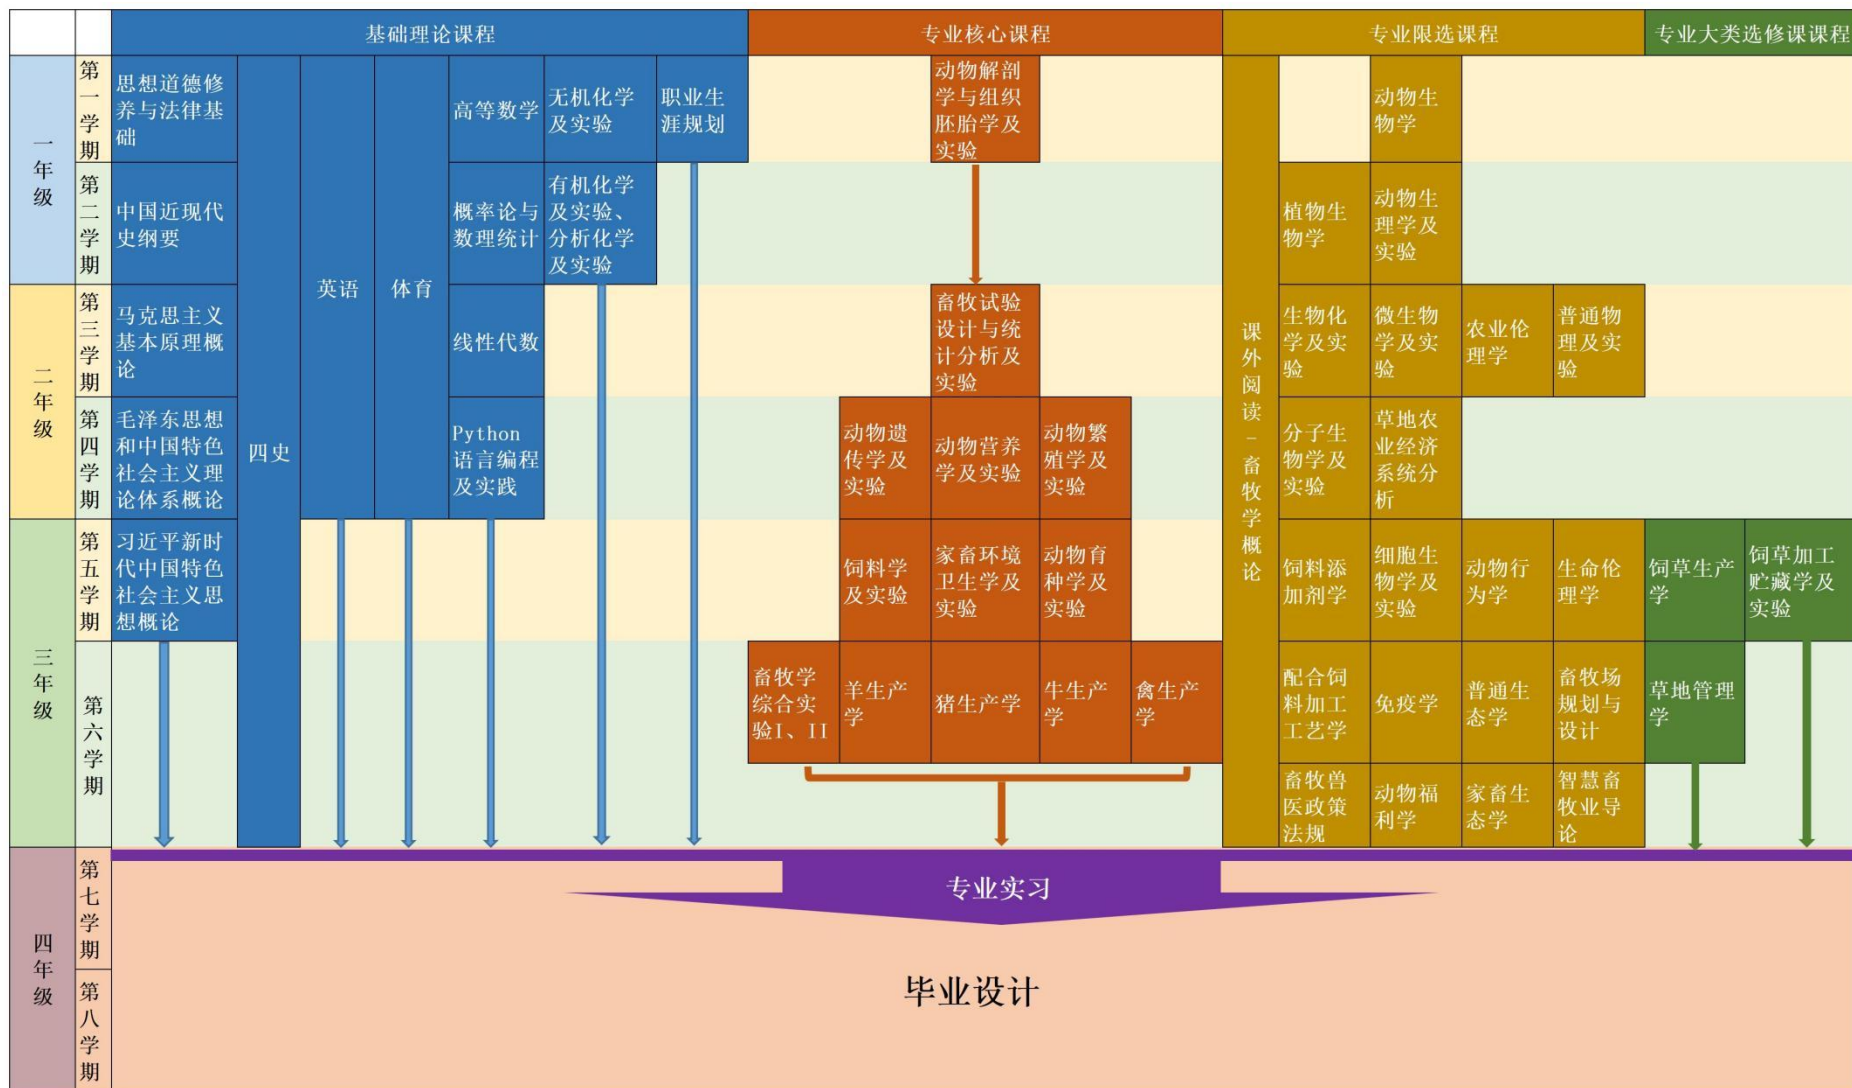 基础理论课程
专业核心课程
专业限选课程
专业大类选修课课程
一年级
第一学期
思想道德修
养与法律基
础
高等数学
无机化学
及实验
职业生
涯规划
动物解剖
学与组织
胚胎学及
实验
动物生
物学
第二学期
中国近现代
史纲要
概率论与
数理统计
有机化学
及实验、
分析化学
及实验
植物生
物学
动物生
理学及
实验
四史
英语
体育
课外阅读-畜牧学概论
二年级
第三学期
马克思主义
基本原理概
论
线性代数
畜牧试验
设计与统
计分析及
实验
生物化
学及实
验
微生物
学及实
验
农业伦
理学
普通物
理及实
验
第四学期
毛泽东思想
和中国特色
社会主义理
论体系概论
Python
语言编程
及实践
动物遗
传学及
实验
动物营养
学及实验
动物繁
殖学及
实验
分子生
物学及
实验
草地农
业经济
系统分
析
三年级
第五学期
习近平新时
代中国特色
社会主义思
想概论
饲料学
及实验
家畜环境
卫生学及
实验
动物育
种学及
实验
饲料添
加剂学
细胞生
物学及
实验
动物行
为学
生命伦
理学
饲草生产
学
饲草加工
贮藏学及
实验
第六学期
畜牧学
综合实
验I、II
羊生产
学
猪生产学
牛生产
学
禽生产
学
配合饲
料加工
工艺学
免疫学
普通生
态学
畜牧场
规划与
设计
草地管理
学
畜牧兽
医政策
法规
动物福
利学
家畜生
态学
智慧畜
牧业导
论
四年级
第七学期
专业实习
第八学期
毕业设计